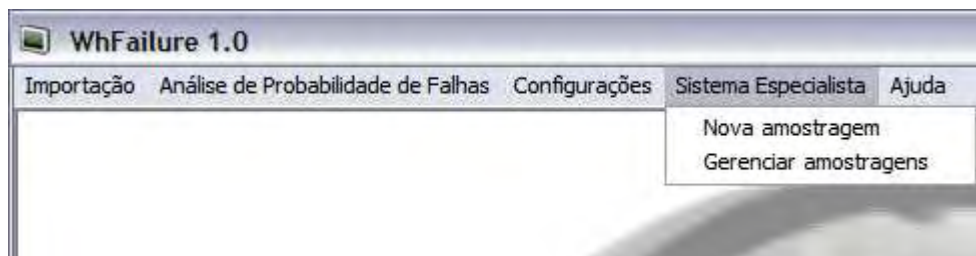 WhFailure 1.0
Importação Análise de Probabilidade de Falhas Configurações Sistema Especialista Ajuda
Nova amostragem
Gerenciar amostragens